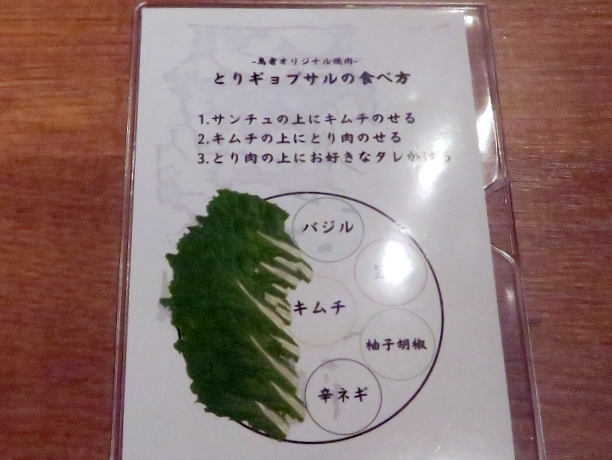 -鳥者オリジナル焼肉-
とりギョプサルの食べ方
1.サンチュの上にキムチのせる
2.キムチの上にとり肉のせる
3.とり肉の上にお好きなタレかける
バジル
キムチ
柚子胡椒
辛ネギ